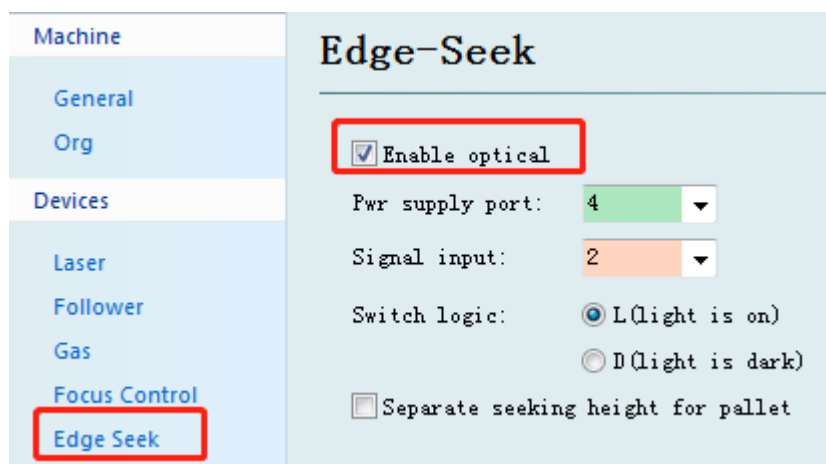 Machine
General
Org
Devices
Laser
Follower
Gas
Focus Control
Edge Seek
Edge-Seek
Enable optical
Pwr supply port: 4
Signal input: 2
Switch logic: L(light is on)
D(light is dark)
Separate seeking height for pallet